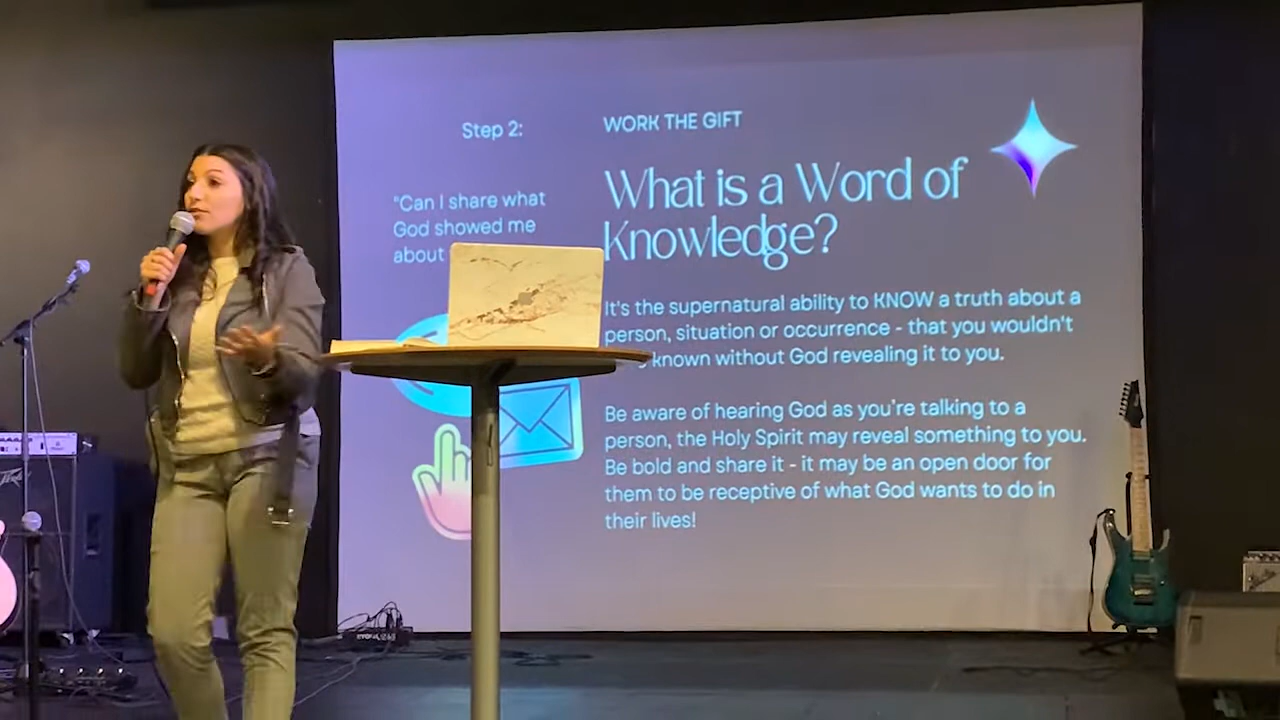 Step 2:
"Can I share what
God showed me
about
WORK THE GIFT
What is a Word of
Knowledge?
It's the supernatural ability to KNOW a truth about a
person, situation or occurrence - that you wouldn't
known without God revealing it to you.
Be aware of hearing God as you're talking to a
person, the Holy Spirit may reveal something to you.
Be bold and share it - it may be an open door for
them to be receptive of what God wants to do in
their lives!
Peavey